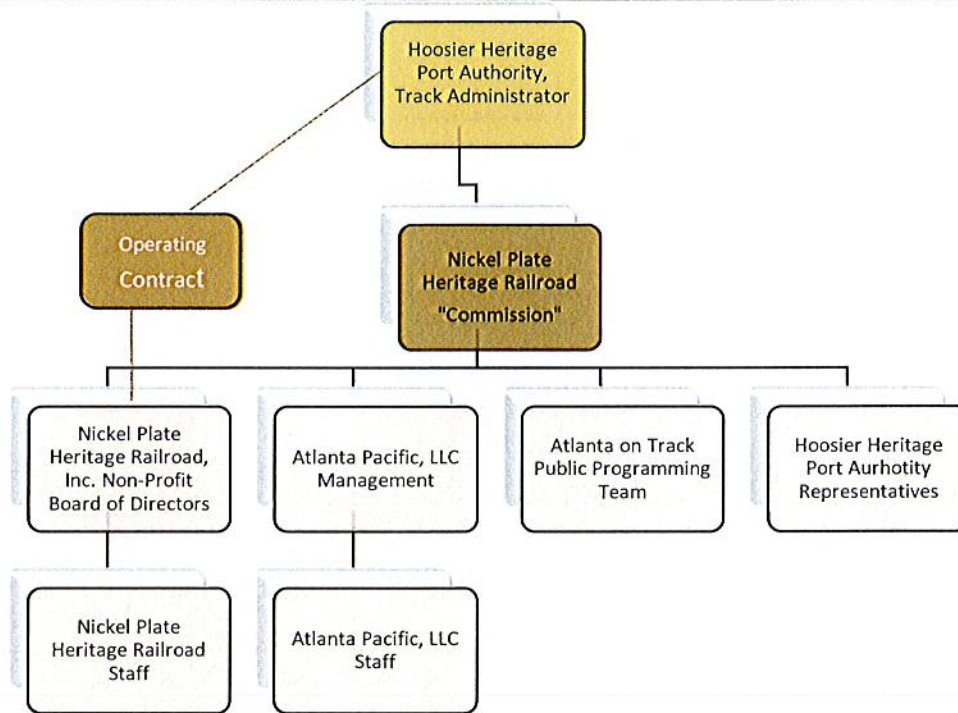 Hoosier Heritage
Port Authority,
Track Administrator
Operating
Contract
Nickel Plate
Heritage Railroad
"Commission"
Nickel Plate
Heritage Railroad,
Inc. Non-Profit
Board of Directors
Atlanta Pacific, LLC
Management
Atlanta on Track
Public Programming
Team
Hoosier Heritage
Port Aurhotity
Representatives
Nickel Plate
Heritage Railroad
Staff
Atlanta Pacific, LLC
Staff